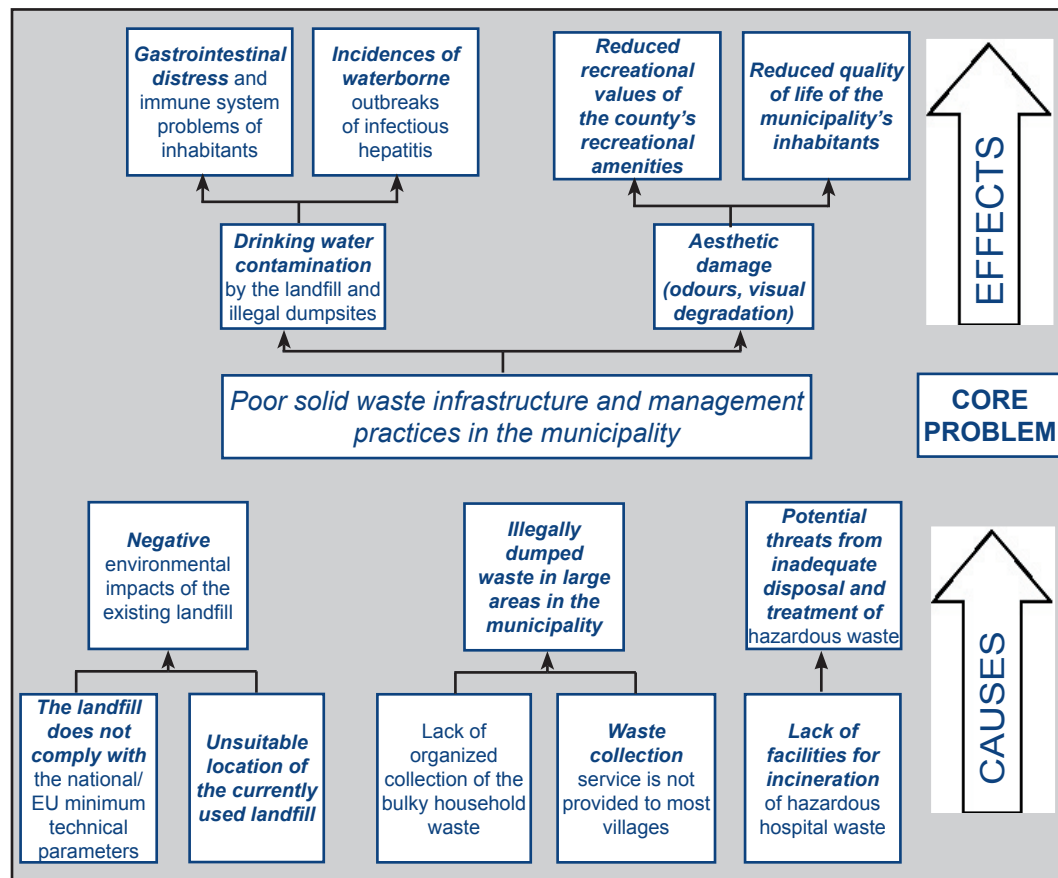 Gastrointestinal
distress and
immune system
problems of
inhabitants
Incidences of
waterborne
outbreaks
of infectious
hepatitis
Reduced
recreational
values of
the county's
recreational
amenities
Reduced quality
of life of the
municipality's
inhabitants
EFFECTS
Drinking water
contamination
by the landfill and
illegal dumpsites
Aesthetic
damage
(odours, visual
degradation)
Poor solid waste infrastructure and management
practices in the municipality
CORE
PROBLEM
Negative
environmental
impacts of the
existing landfill
Illegally
dumped
waste in large
areas in the
municipality
Potential
threats from
inadequate
disposal and
treatment of
hazardous waste
CAUSES
The landfill
does not
comply with
the national/
EU minimum
technical
parameters
Unsuitable
location of
the currently
used landfill
Lack of
organized
collection of the
bulky household
waste
Waste
collection
service is not
provided to most
villages
Lack of
facilities for
incineration
of hazardous
hospital waste